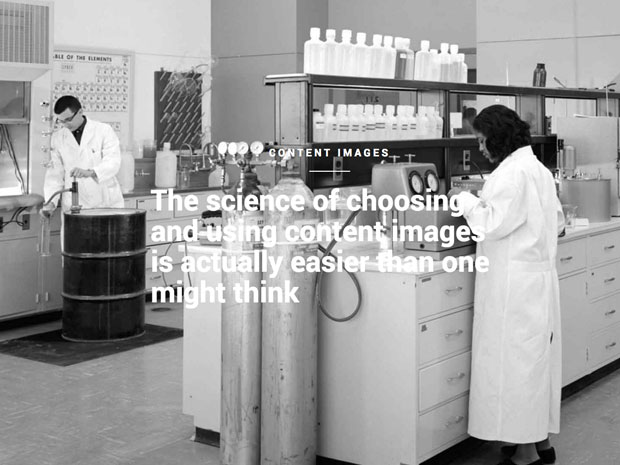 TABLE OF THE ELEMENTS
CONTENT IMAGES
The science of choosing
and using content images
is actually easier than one
might think